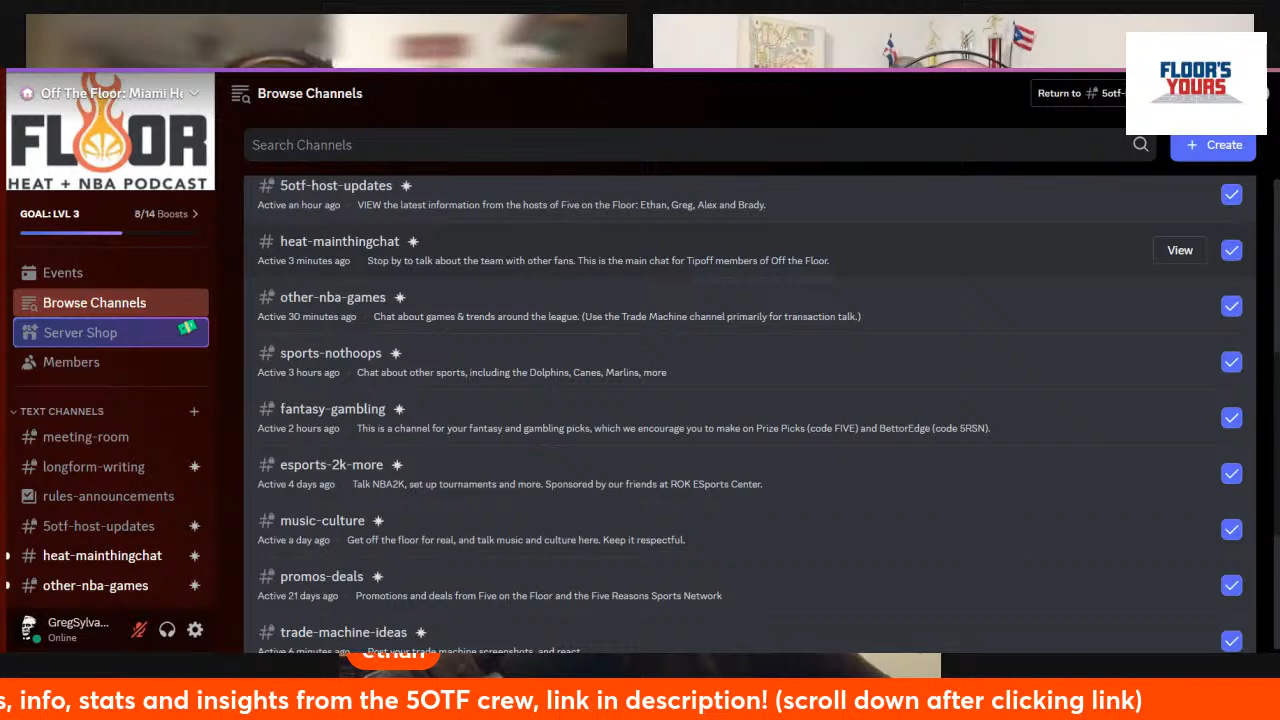 Off The Floor: Miami He
FLOOR
HEAT + NBA PODCAST
GOAL: LVL 3
8/14 Boosts
Events
Browse Channels
Server Shop
Members
TEXT CHANNELS
meeting-room
longform-writing
rules-announcements
5otf-host-updates
heat-mainthingchat
other-nba-games
GregSylva...
Online
Browse Channels
Return to # 5otf-
FLOOR'S
YOURS
Search Channels
+ Create
5otf-host-updates
Active an hour ago VIEW the latest information from the hosts of Five on the Floor: Ethan, Greg, Alex and Brady.
heat-mainthingchat
Active 3 minutes ago Stop by to talk about the team with other fans. This is the main chat for Tipoff members of Off the Floor.
View
other-nba-games
Active 30 minutes ago Chat about games & trends around the league. (Use the Trade Machine channel primarily for transaction talk.)
sports-nothoops
Active 3 hours ago Chat about other sports, including the Dolphins, Canes, Marlins, more
fantasy-gambling
Active 2 hours ago This is a channel for your fantasy and gambling picks, which we encourage you to make on Prize Picks (code FIVE) and BettorEdge (code 5RSN).
esports-2k-more
Active 4 days ago Talk NBA2K, set up tournaments and more. Sponsored by our friends at ROK ESports Center.
music-culture
Active a day ago Get off the floor for real, and talk music and culture here. Keep it respectful.
promos-deals
Active 21 days ago Promotions and deals from Five on the Floor and the Five Reasons Sports Network
trade-machine-ideas
Active 6 minutes ago Post your trade machine screenshots, and react
ethan
s, info, stats and insights from the 5OTF crew, link in description! (scroll down after clicking link)